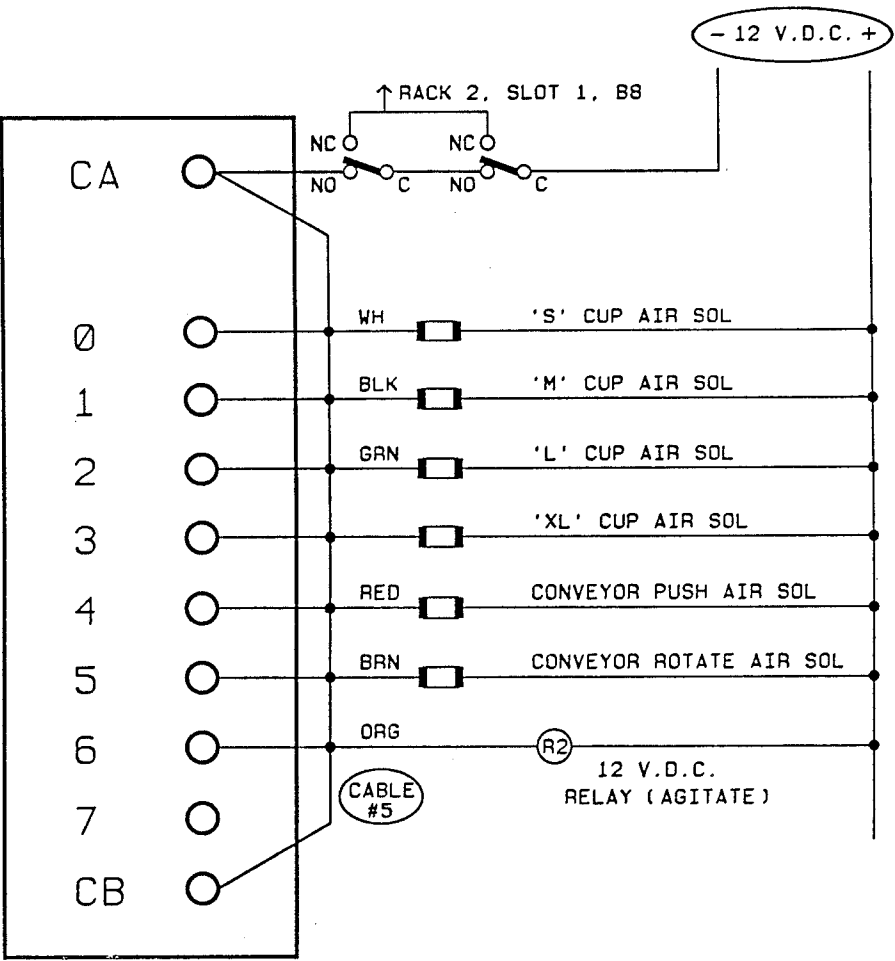 - 12 V.D.C. +
RACK 2, SLOT 1, B8
NC NC
CA
NO C NO C
0 WH 'S' CUP AIR SOL
1 BLK 'M' CUP AIR SOL
2 GRN 'L' CUP AIR SOL
3 'XL' CUP AIR SOL
4 RED CONVEYOR PUSH AIR SOL
5 BRN CONVEYOR ROTATE AIR SOL
6 ORG R2
12 V.D.C.
RELAY (AGITATE)
CABLE
#5
7
CB